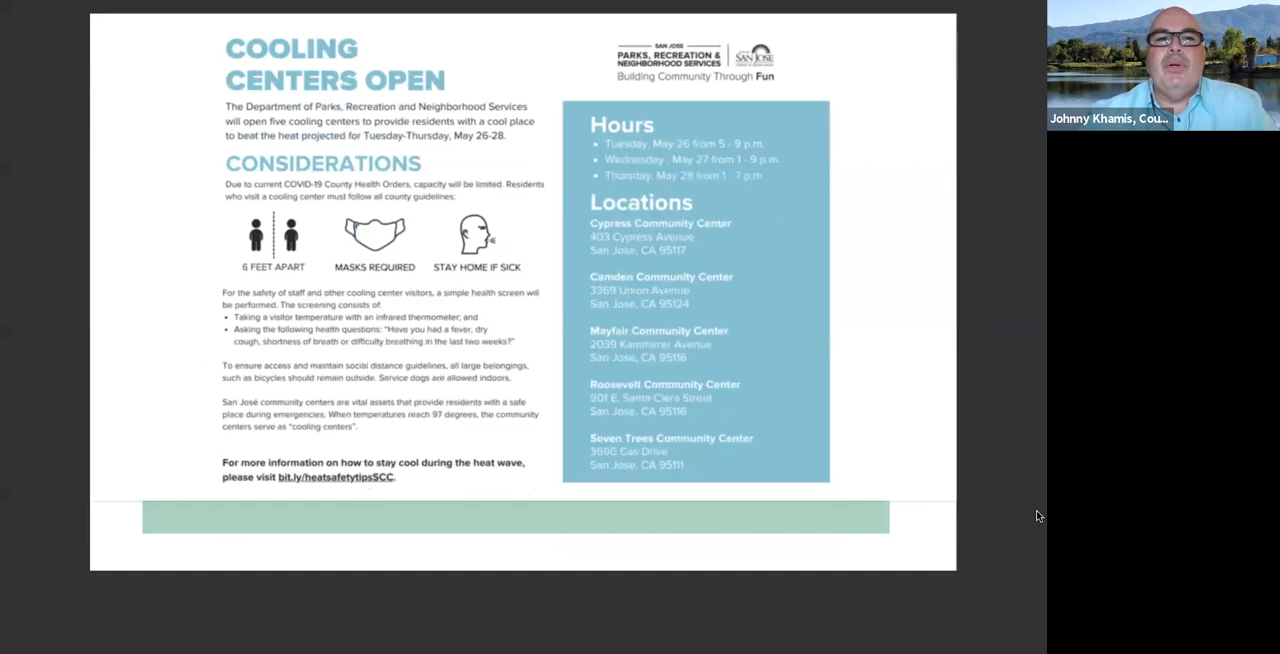 COOLING
CENTERS OPEN
The Department of Parks, Recreation and Neighborhood Services
will open five cooling centers to provide residents with a cool place
to beat the heat projected for Tuesday-Thursday, May 26-28.
CONSIDERATIONS
Due to current COVID-19 County Health Orders, capacity will be limited. Residents
who visit a cooling center must follow all county guidelines:
6 FEET APART
MASKS REQUIRED
STAY HOME IF SICK
For the safety of staff and other cooling center visitors, a simple health screen will
be performed. The screening consists of:
• Taking a visitor temperature with an infrared thermometer; and
• Asking the following health questions: "Have you had a fever, dry
cough, shortness of breath or difficulty breathing in the last two weeks?"
To ensure access and maintain social distance guidelines, all large belongings,
such as bicycles should remain outside. Service dogs are allowed indoors.
San José community centers are vital assets that provide residents with a safe
place during emergencies. When temperatures reach 97 degrees, the community
centers serve as "cooling centers".
For more information on how to stay cool during the heat wave,
please visit bit.ly/heatsafetytipsSCC.
SAN JOSE
PARKS, RECREATION &
NEIGHBORHOOD SERVICES
SAN JOSE
Building Community Through Fun
Hours
• Tuesday, May 26 from 5 - 9 p.m.
• Wednesday , May 27 from 1 - 9 p.m.
• Thursday, May 28 from 1 - 7 p.m
Locations
Cypress Community Center
403 Cypress Avenue
San Jose, CA 95117
Camden Community Center
3369 Union Avenue
San Jose, CA 95124
Mayfair Community Center
2039 Kammerer Avenue
San Jose, CA 95116
Roosevelt Community Center
901 E. Santa Clara Street
San Jose, CA 95116
Seven Trees Community Center
3590 Cas Drive
San Jose, CA 95111
Johnny Khamis, Cou...